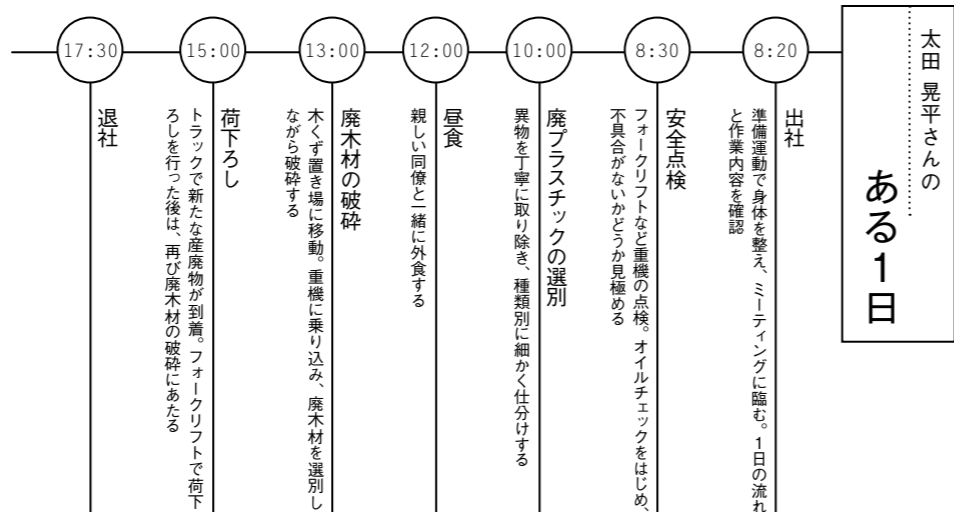 太田 晃平さんの
ある1日
8:20
出社
準備運動で身体を整え、ミーティングに臨む。1日の流れ
と作業内容を確認
8:30
安全点検
フォークリフトなど重機の点検。オイルチェックをはじめ、
不具合がないかどうか見極める
10:00
廃プラスチックの選別
異物を丁寧に取り除き、種類別に細かく仕分けする
12:00
昼食
親しい同僚と一緒に外食する
13:00
廃木材の破砕
木くず置き場に移動。重機に乗り込み、廃木材を選別し
ながら破砕する
15:00
荷下ろし
トラックで新たな産廃物が到着。フォークリフトで荷下
ろしを行った後は、再び廃木材の破砕にあたる
17:30
退社